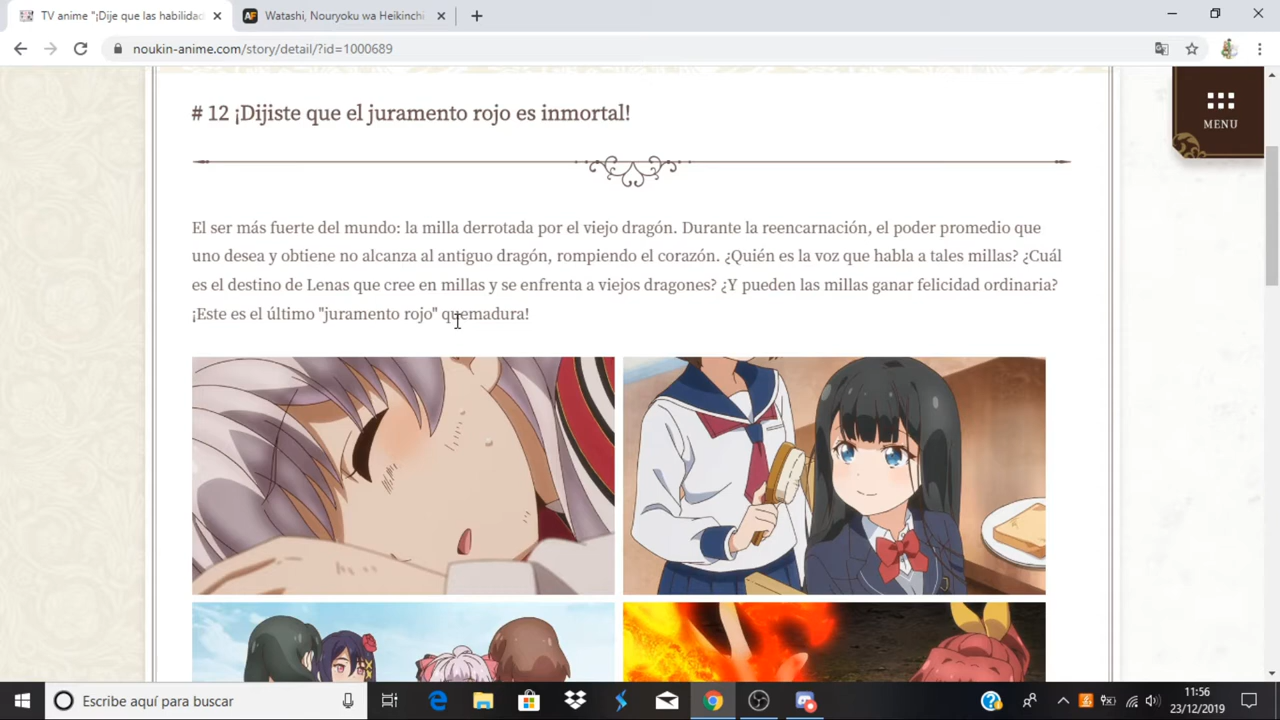 TV anime "¡Dije que las habilidad
Watashi, Nouryoku wa Heikinchi
noukin-anime.com/story/detail/?id=1000689
MENU
# 12 ¡Dijiste que el juramento rojo es inmortal!
El ser más fuerte del mundo: la milla derrotada por el viejo dragón. Durante la reencarnación, el poder promedio que
uno desea y obtiene no alcanza al antiguo dragón, rompiendo el corazón. ¿Quién es la voz que habla a tales millas? ¿Cuál
es el destino de Lenas que cree en millas y se enfrenta a viejos dragones? ¿Y pueden las millas ganar felicidad ordinaria?
¡Este es el último "juramento rojo" quemadura!
Escribe aquí para buscar
11:56
23/12/2019